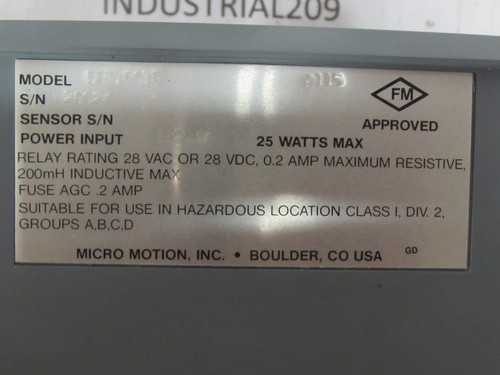 INDUSTRIAL209
MODEL
S/N
SENSOR S/N
POWER INPUT 25 WATTS MAX
FM
APPROVED
RELAY RATING 28 VAC OR 28 VDC, 0.2 AMP MAXIMUM RESISTIVE,
200mH INDUCTIVE MAX
FUSE AGC .2 AMP
SUITABLE FOR USE IN HAZARDOUS LOCATION CLASS I, DIV. 2,
GROUPS A,B,C,D
MICRO MOTION, INC. • BOULDER, CO USA GD